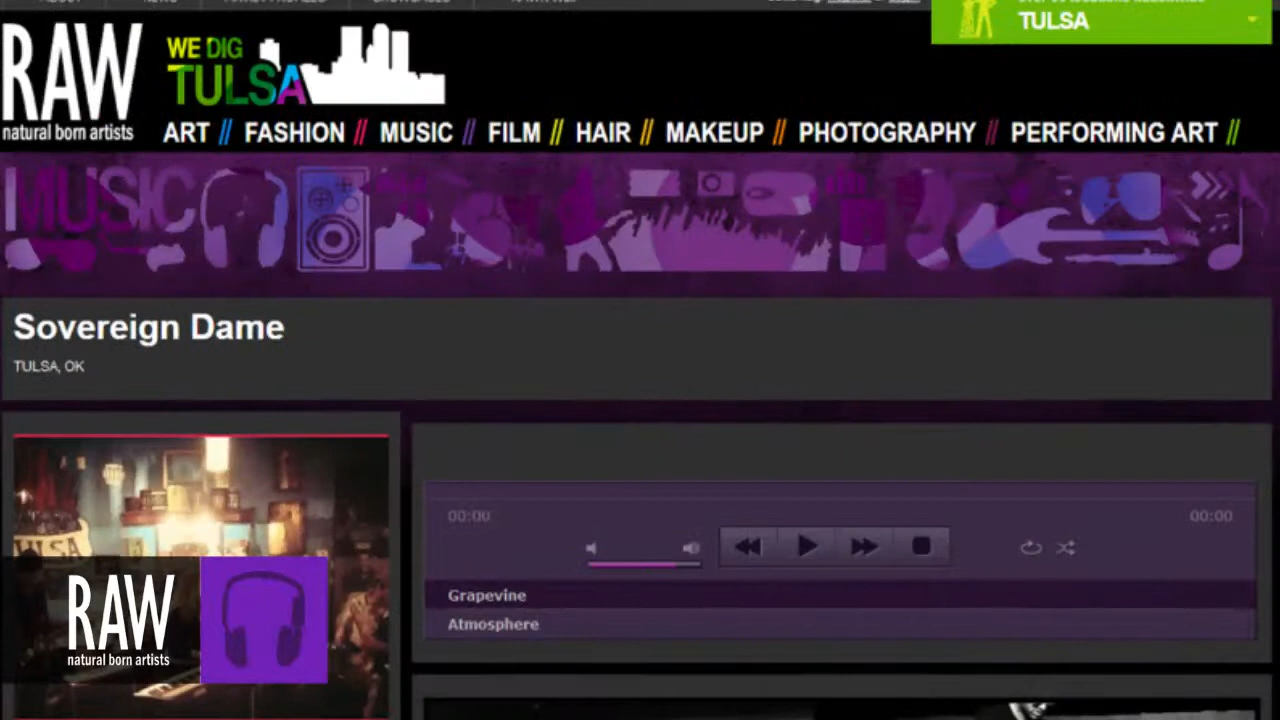 TULSA
RAW
natural born artists
WE DIG
TULSA
ART // FASHION // MUSIC // FILM // HAIR // MAKEUP // PHOTOGRAPHY // PERFORMING ART //
MUSIC
Sovereign Dame
TULSA, OK
00:00
00:00
Grapevine
Atmosphere
RAW
natural born artists